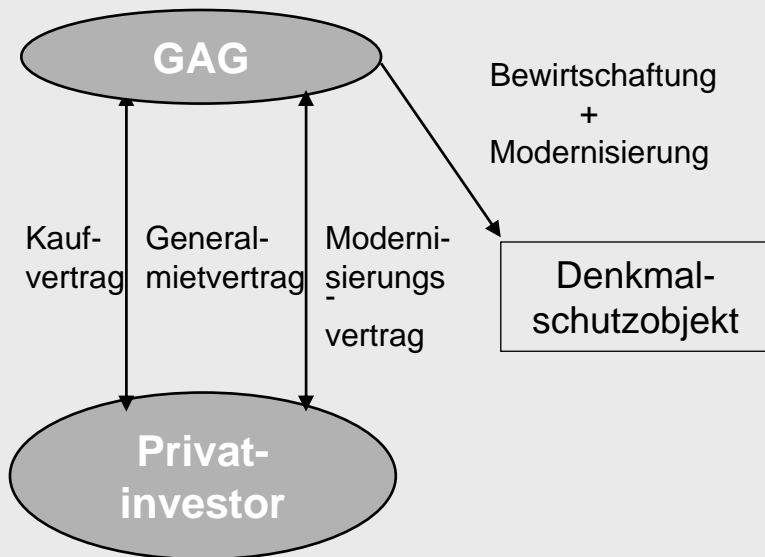 GAG
Bewirtschaftung
+
Modernisierung
Kauf-
vertrag
General-
mietvertrag
Moderni-
sierungs
-
vertrag
Denkmal-
schutzobjekt
Privat-
investor